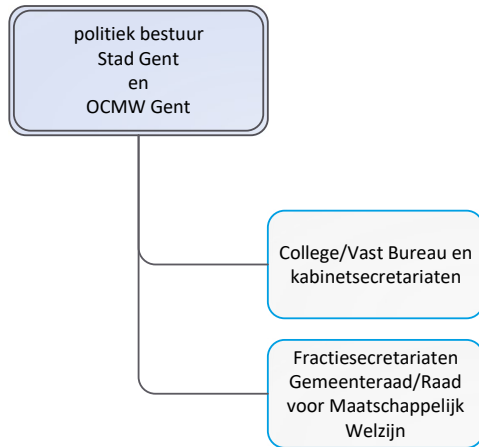 politiek bestuur
Stad Gent
en
OCMW Gent
College/Vast Bureau en
kabinetsecretariaten
Fractiesecretariaten
Gemeenteraad/Raad
voor Maatschappelijk
Welzijn